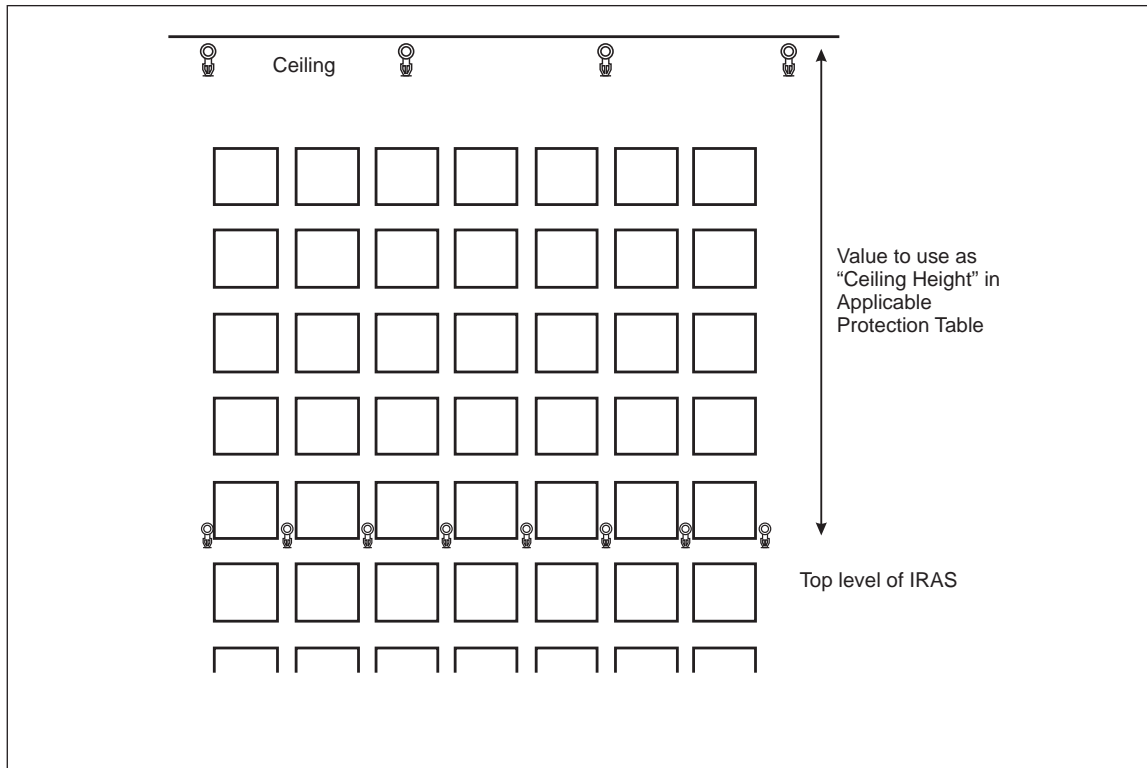 Ceiling
Value to use as
“Ceiling Height” in
Applicable
Protection Table
Top level of IRAS